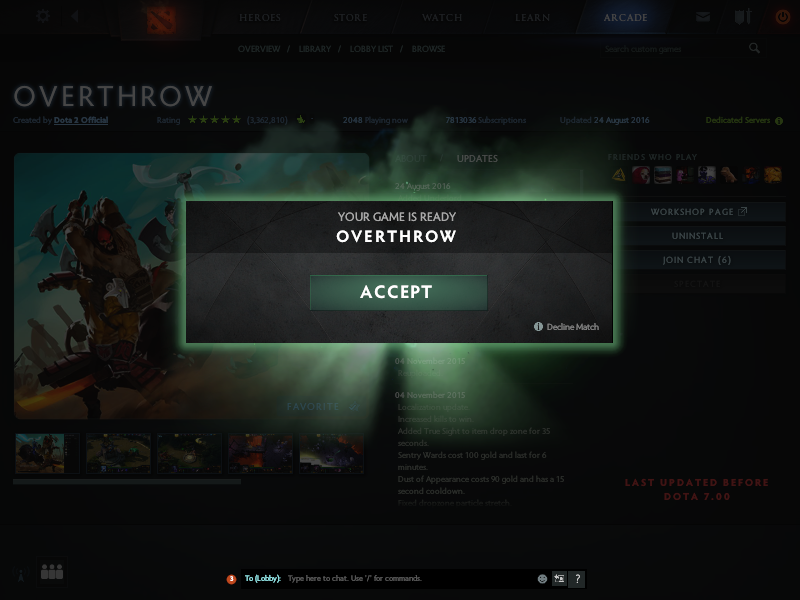 HEROES / STORE / WATCH / LEARN / ARCADE
OVERVIEW / LIBRARY / LOBBY LIST / BROWSE
Search custom games
OVERTHROW
Created by Dota 2 Official
Rating (3,362,810)
2048 Playing now
7813036 Subscriptions
Updated 24 August 2016
Dedicated Servers
ABOUT / UPDATES
24 August 2016
FRIENDS WHO PLAY
WORKSHOP PAGE
UNINSTALL
JOIN CHAT (6)
SPECTATE
YOUR GAME IS READY
OVERTHROW
ACCEPT
Decline Match
04 November 2015
FAVORITE
04 November 2015
Localization update.
Increased kills to win.
Added True Sight to item drop zone for 35
seconds.
Sentry Wards cost 100 gold and last for 6
minutes.
Dust of Appearance costs 90 gold and has a 15
second cooldown.
LAST UPDATED BEFORE
DOTA 7.00
3
To (Lobby): Type here to chat. Use '/' for commands.
?